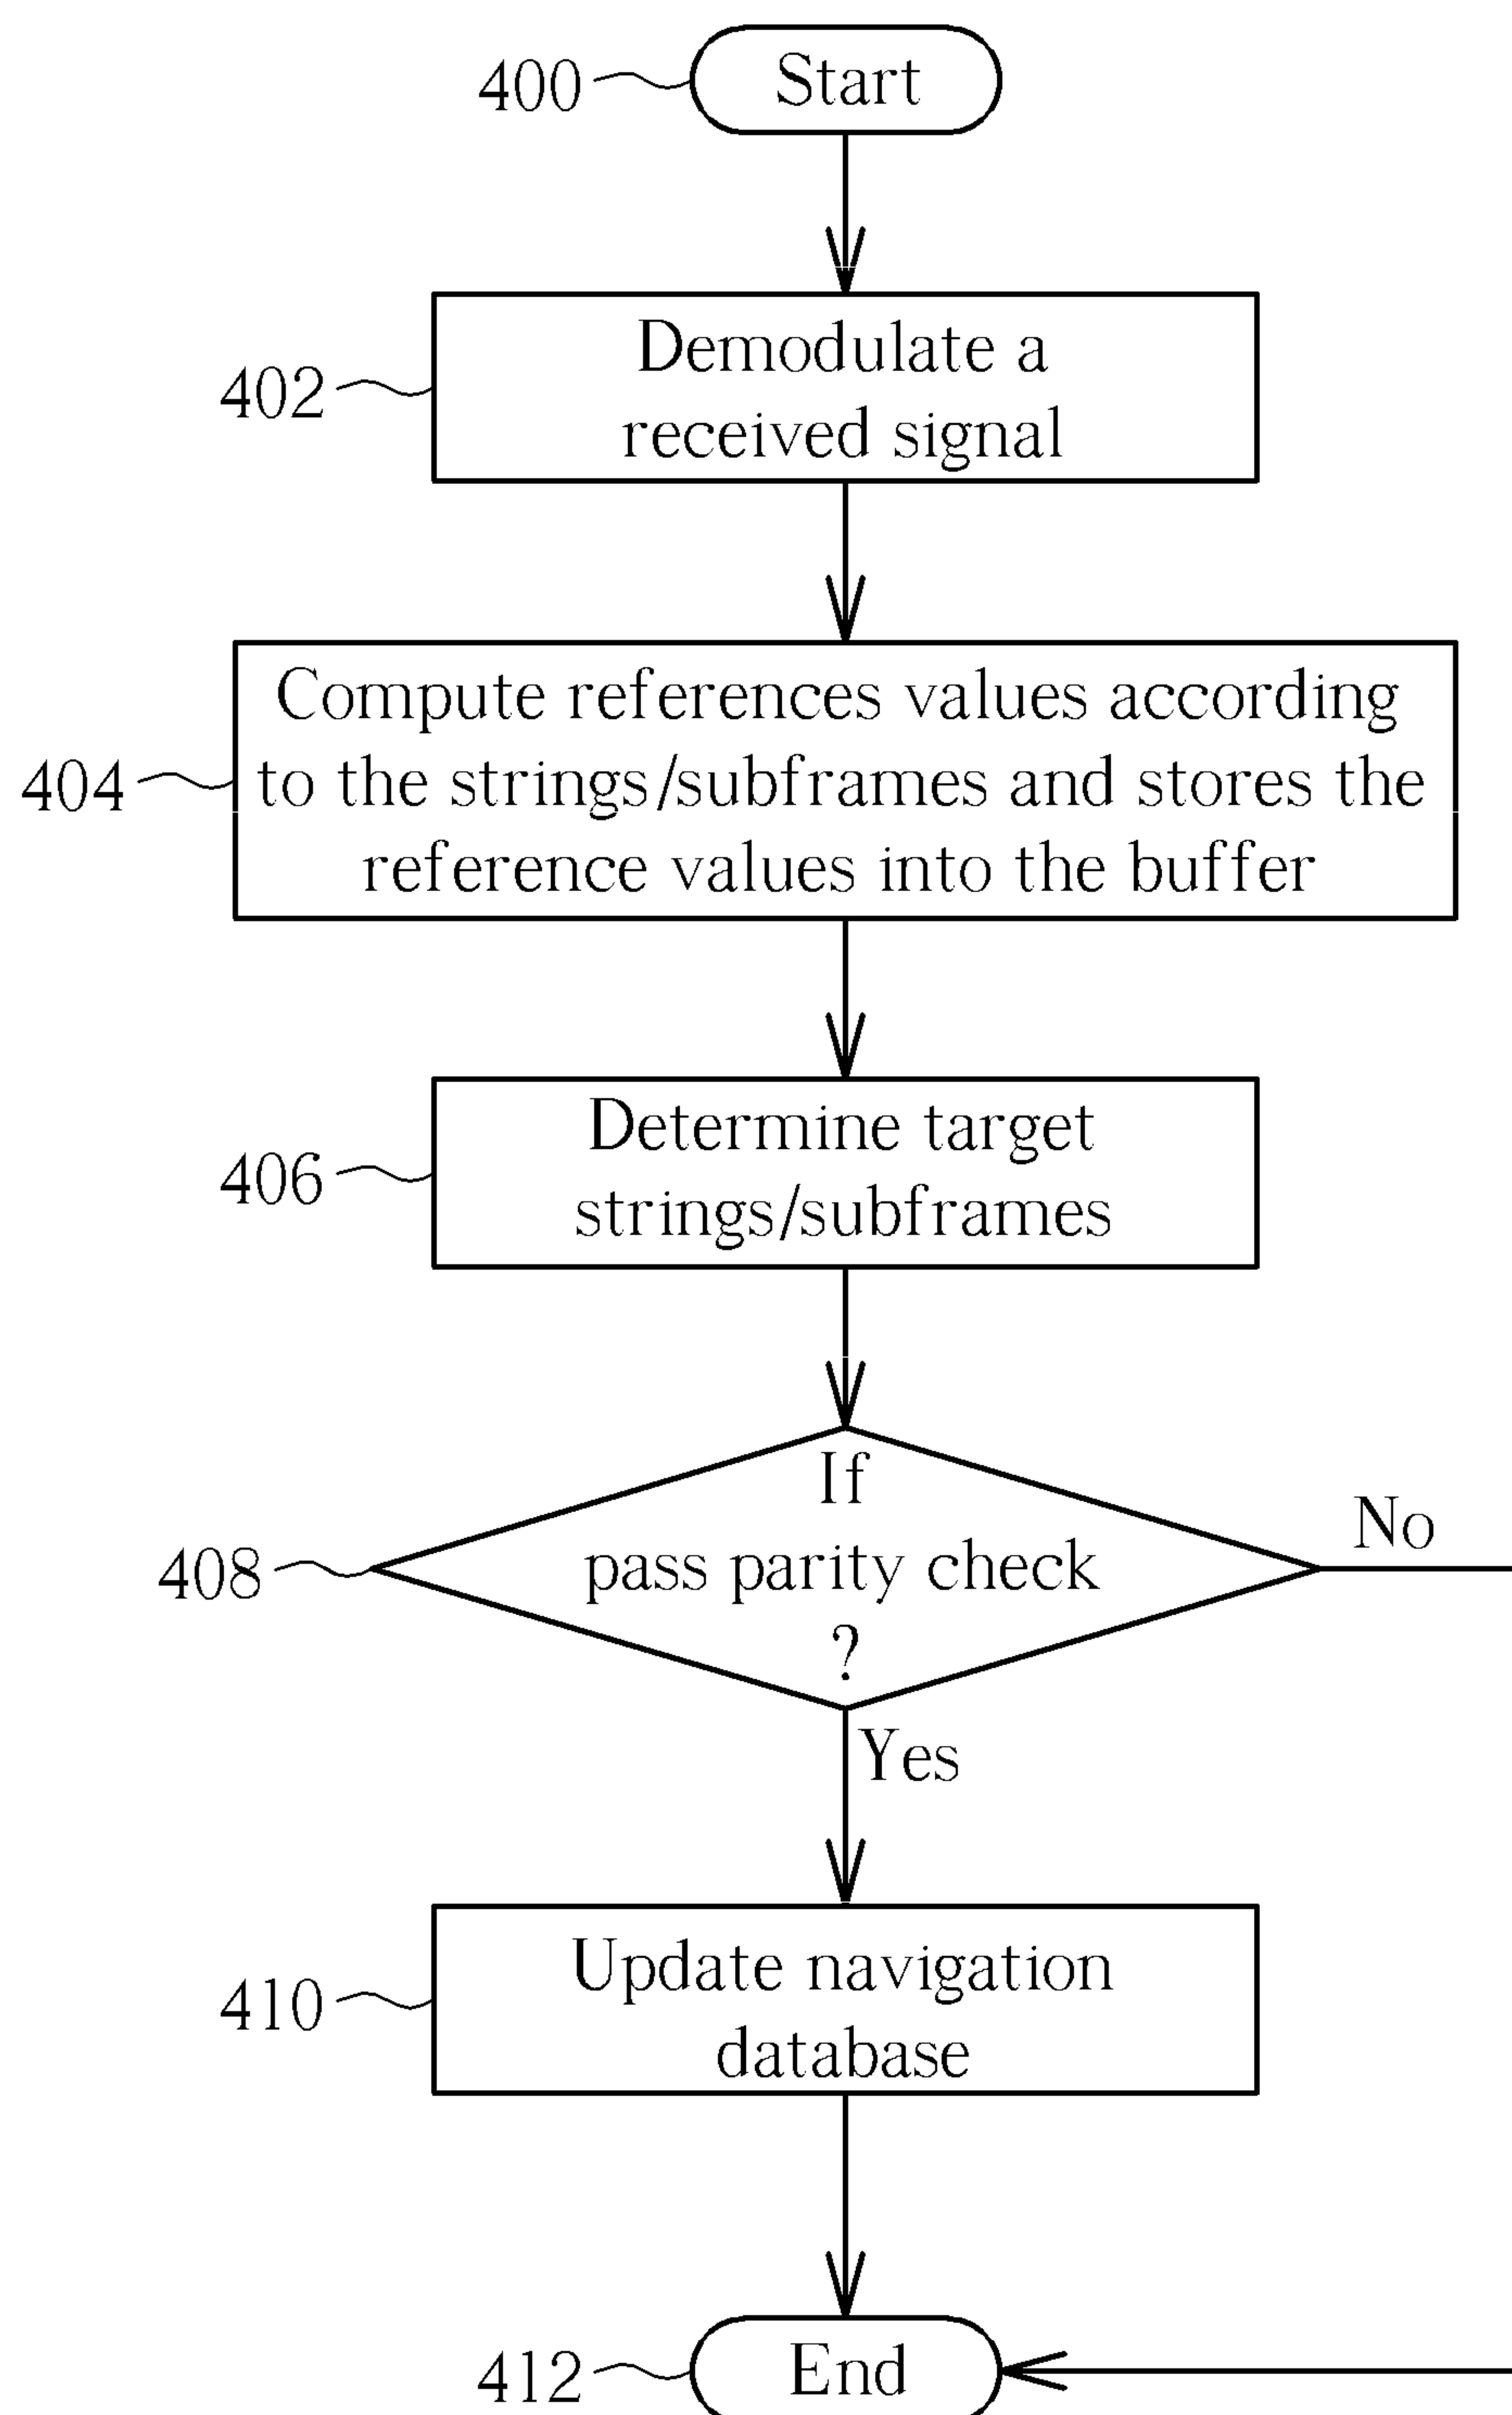 400
Start
402
Demodulate a
received signal
404
Compute references values according
to the strings/subframes and stores the
reference values into the buffer
406
Determine target
strings/subframes
408
If
pass parity check
?
No
Yes
410
Update navigation
database
412
End